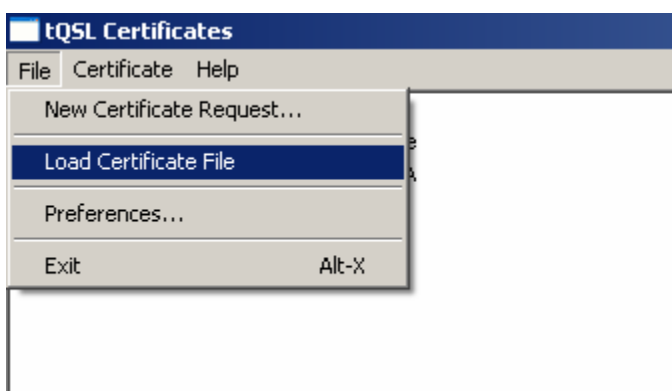 tQSL Certificates
File Certificate Help
New Certificate Request...
Load Certificate File
Preferences...
Exit Alt-X